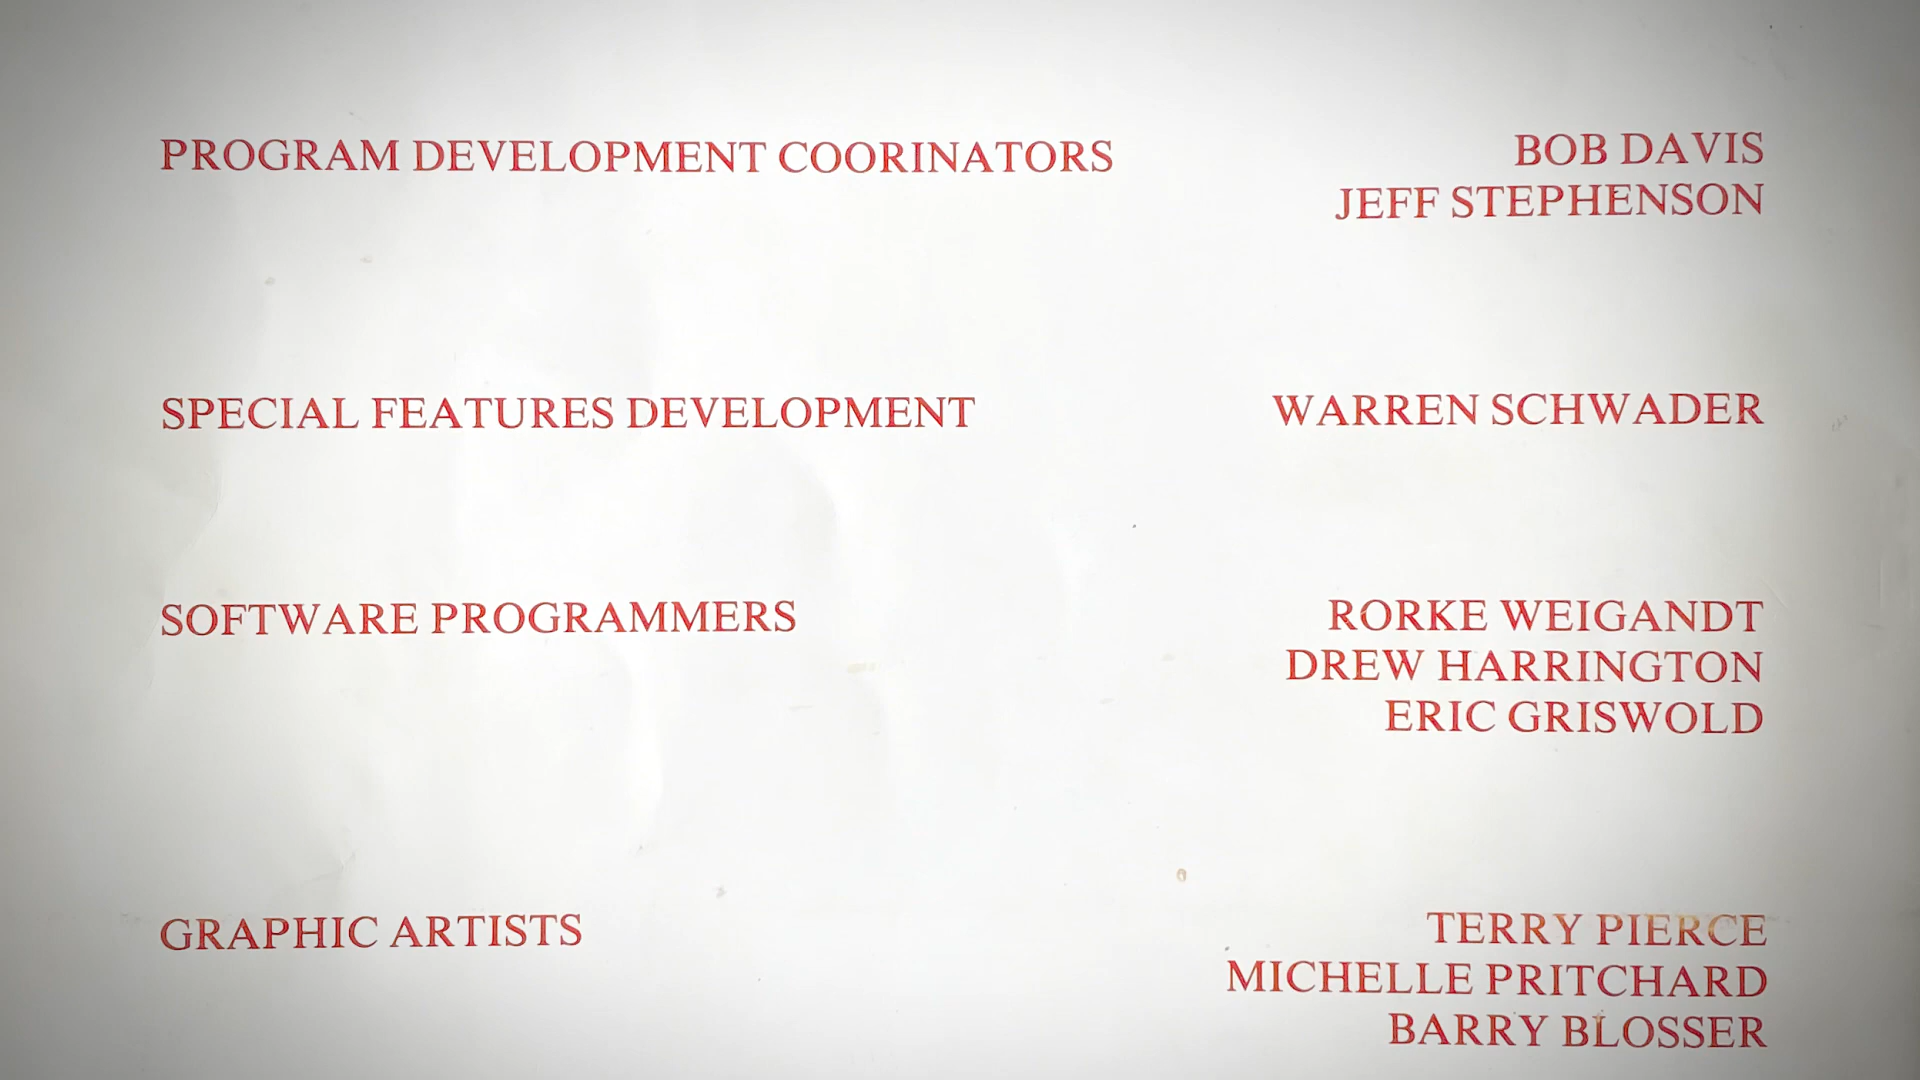 PROGRAM DEVELOPMENT COORINATORS BOB DAVIS
JEFF STEPHENSON
SPECIAL FEATURES DEVELOPMENT WARREN SCHWADER
SOFTWARE PROGRAMMERS RORKE WEIGANDT
DREW HARRINGTON
ERIC GRISWOLD
GRAPHIC ARTISTS TERRY PIERCE
MICHELLE PRITCHARD
BARRY BLOSSER